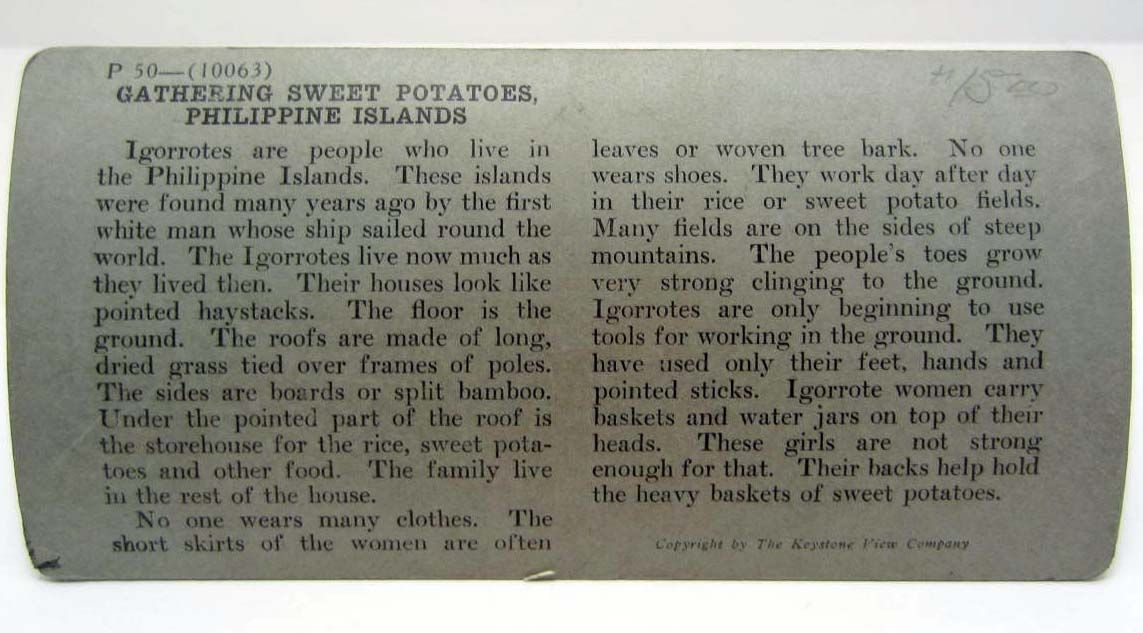 P 50—(10063)
GATHERING SWEET POTATOES,
PHILIPPINE ISLANDS
Igorrotes are people who live in
the Philippine Islands. These islands
were found many years ago by the first
white man whose ship sailed round the
world. The Igorrotes live now much as
they lived then. Their houses look like
pointed haystacks. The floor is the
ground. The roofs are made of long,
dried grass tied over frames of poles.
The sides are boards or split bamboo.
Under the pointed part of the roof is
the storehouse for the rice, sweet pota-
toes and other food. The family live
in the rest of the house.
No one wears many clothes. The
short skirts of the women are often
leaves or woven tree bark. No one
wears shoes. They work day after day
in their rice or sweet potato fields.
Many fields are on the sides of steep
mountains. The people's toes grow
very strong clinging to the ground.
Igorrotes are only beginning to use
tools for working in the ground. They
have used only their feet, hands and
pointed sticks. Igorrote women carry
baskets and water jars on top of their
heads. These girls are not strong
enough for that. Their backs help hold
the heavy baskets of sweet potatoes.
Copyright by The Keystone View Company